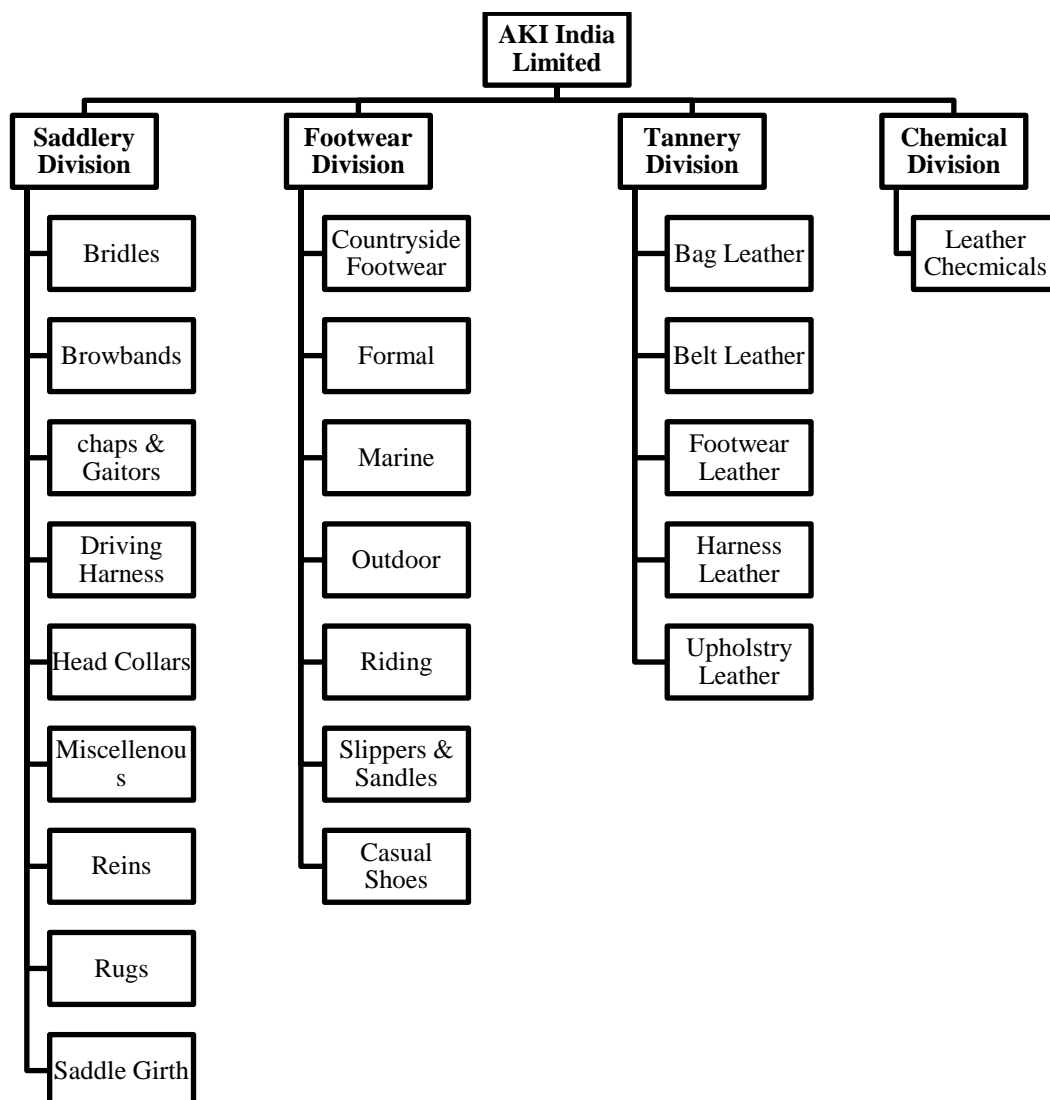 AKI India
Limited
Saddlery
Division
Footwear
Division
Tannery
Division
Chemical
Division
Bridles
Browbands
chaps &
Gaitors
Driving
Harness
Head Collars
Miscellenou
s
Reins
Rugs
Saddle Girth
Countryside
Footwear
Formal
Marine
Outdoor
Riding
Slippers &
Sandles
Casual
Shoes
Bag Leather
Belt Leather
Footwear
Leather
Harness
Leather
Upholstry
Leather
Leather
Checmicals